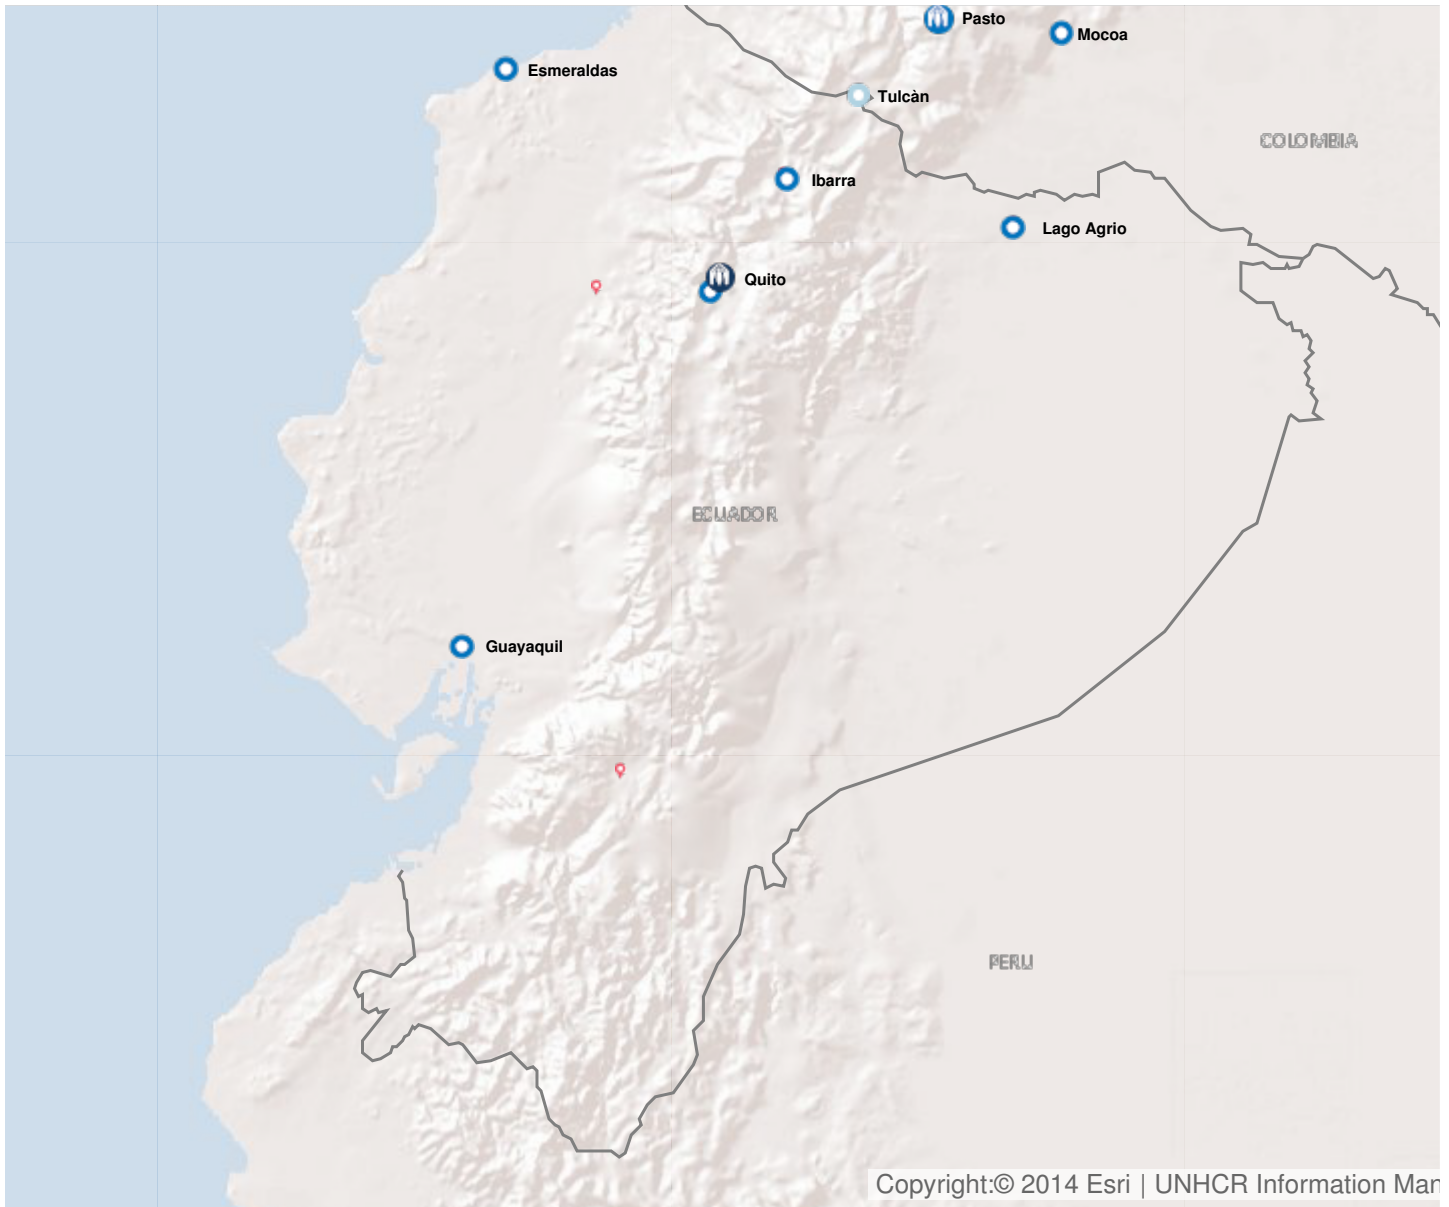 Pasto
Mocoa
Esmeraldas
Tulcàn
COLOMBIA
Ibarra
Lago Agrio
Quito
ECUADOR
Guayaquil
PERU
Copyright:© 2014 Esri | UNHCR Information Man